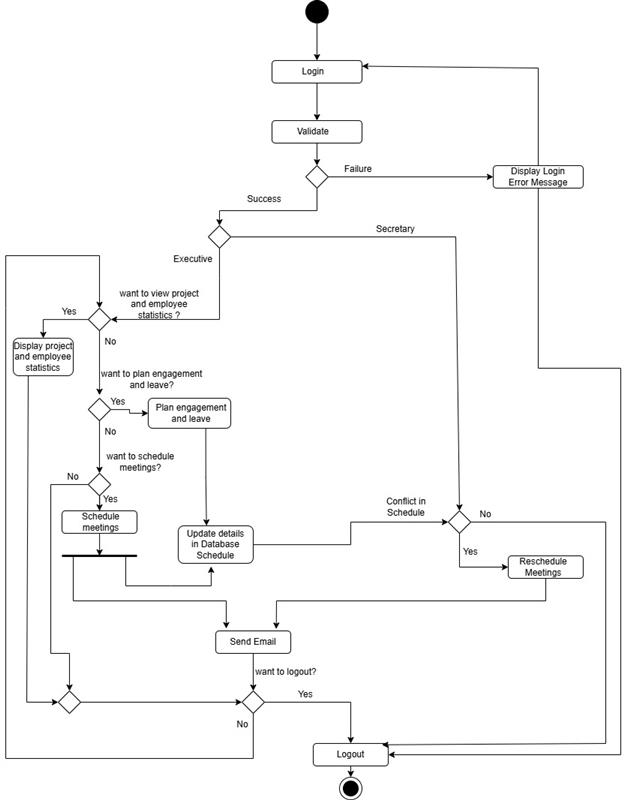 Login
Validate
Failure
Display Login
Error Message
Success
Secretary
Executive
want to view project
and employee
statistics ?
Yes
No
Display project
and employee
statistics
want to plan engagement
and leave?
Yes
Plan engagement
and leave
No
want to schedule
meetings?
No
Yes
Schedule
meetings
Update details
in Database
Schedule
Conflict in
Schedule
No
Yes
Reschedule
Meetings
Send Email
want to logout?
Yes
No
Logout